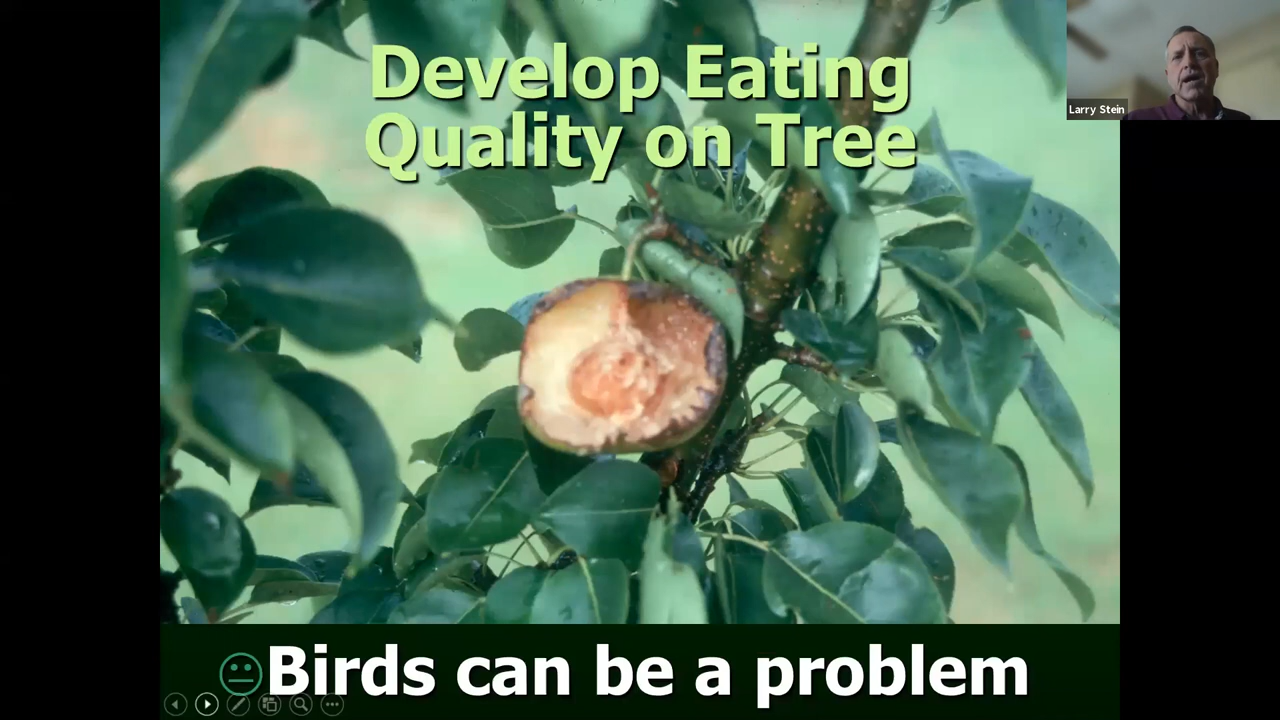 Develop Eating
Quality on Tree
Larry Stein
Birds can be a problem